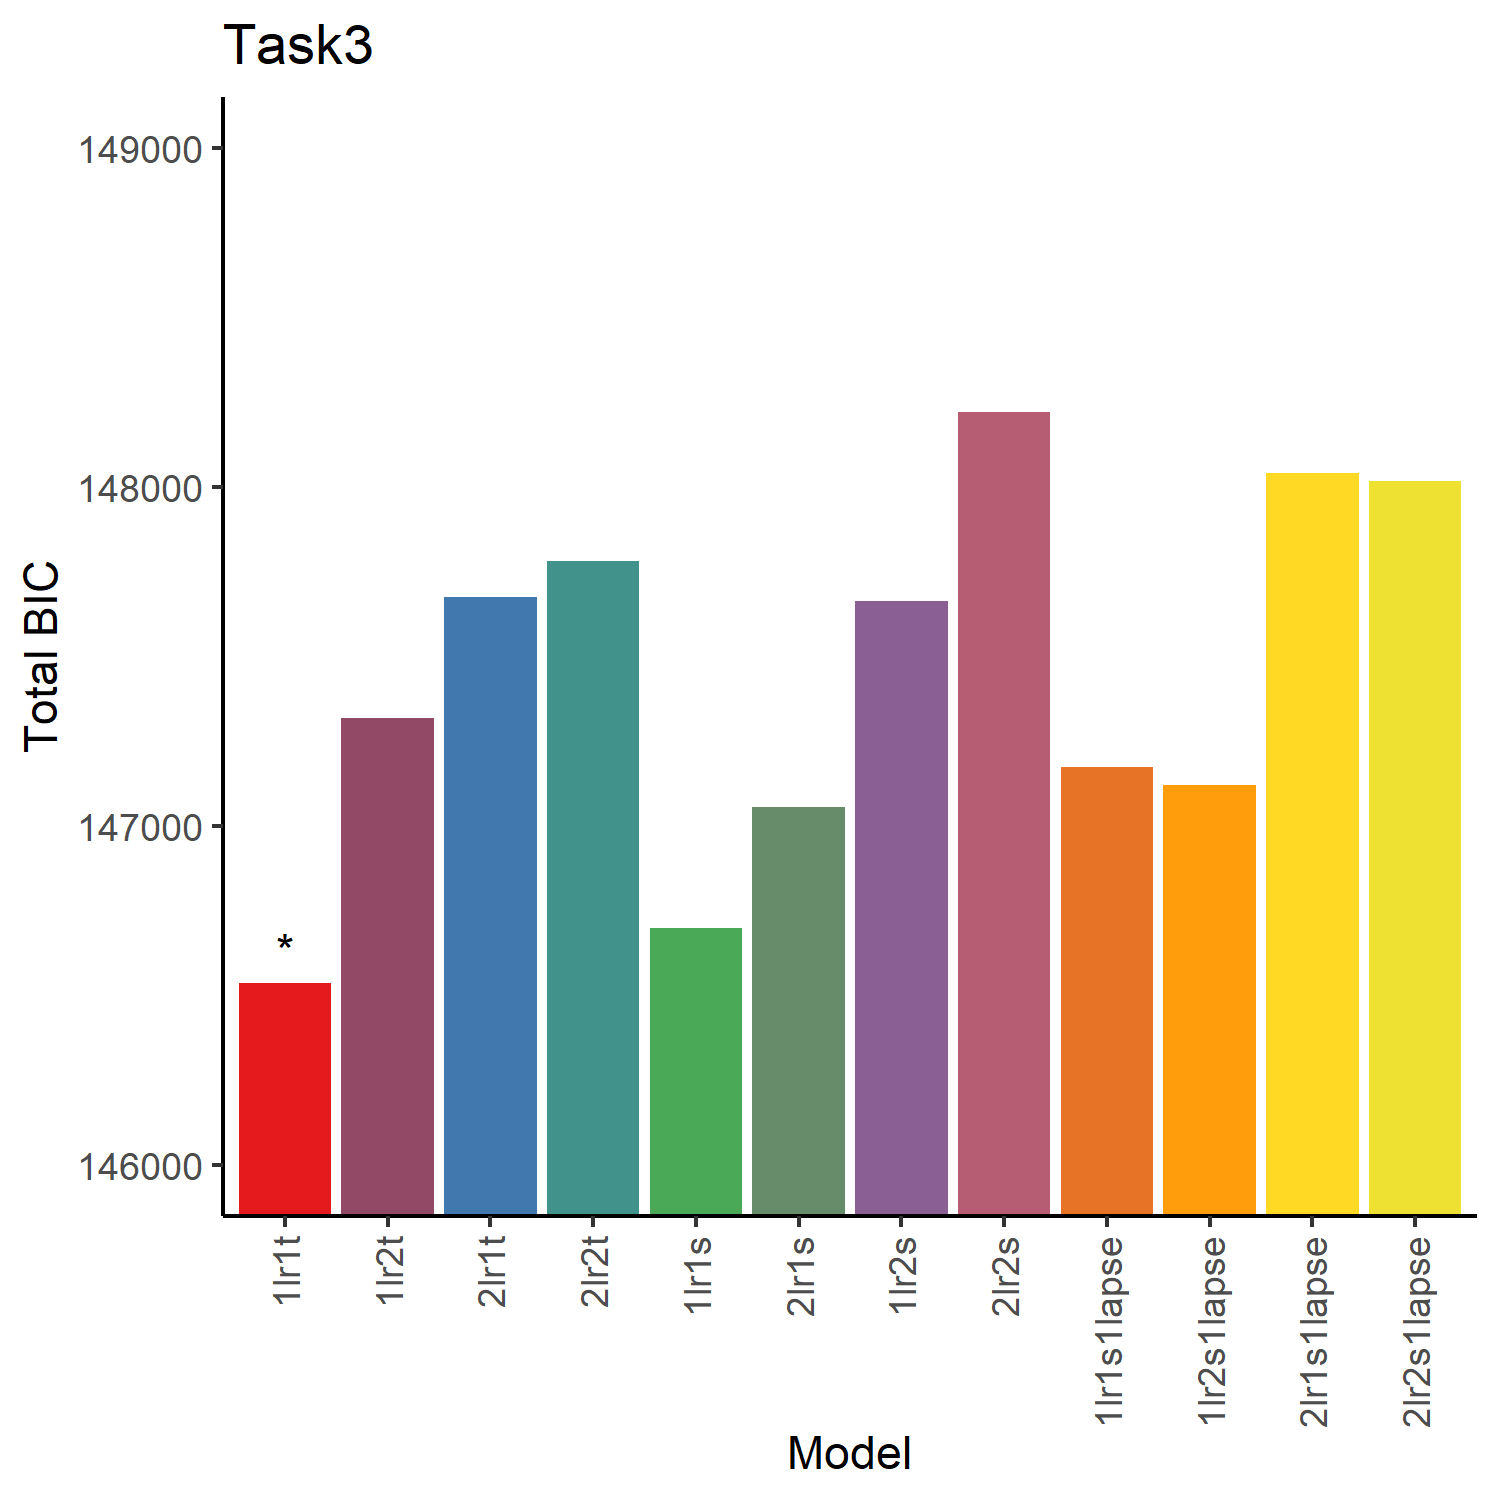 Task3
Total BIC
149000
148000
147000
146000
*
1lr1t
1lr2t
2lr1t
2lr2t
1lr1s
2lr1s
1lr2s
2lr2s
1lr1s1lapse
1lr2s1lapse
2lr1s1lapse
2lr2s1lapse
Model